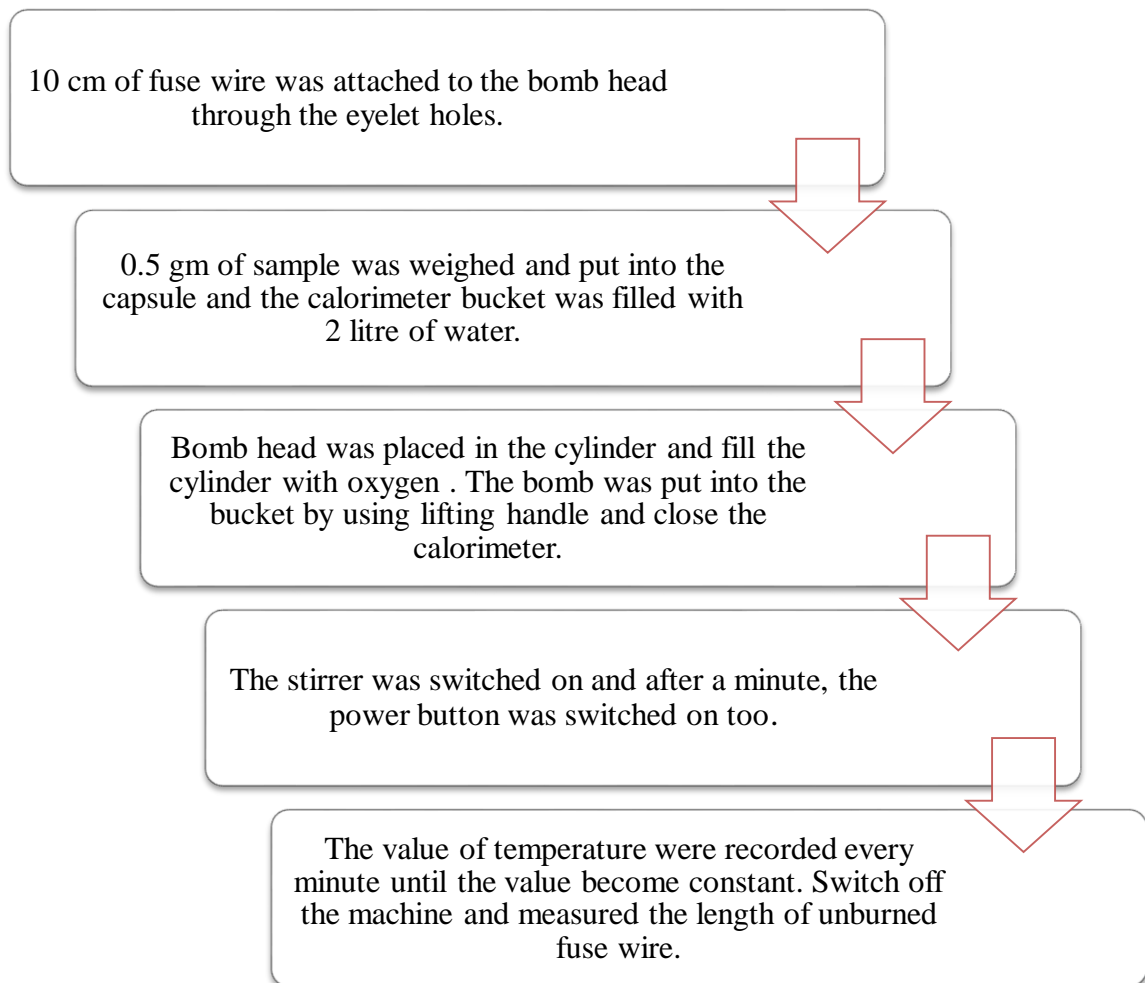 10 cm of fuse wire was attached to the bomb head
through the eyelet holes.
0.5 gm of sample was weighed and put into the
capsule and the calorimeter bucket was filled with
2 litre of water.
Bomb head was placed in the cylinder and fill the
cylinder with oxygen . The bomb was put into the
bucket by using lifting handle and close the
calorimeter.
The stirrer was switched on and after a minute, the
power button was switched on too.
The value of temperature were recorded every
minute until the value become constant. Switch off
the machine and measured the length of unburned
fuse wire.